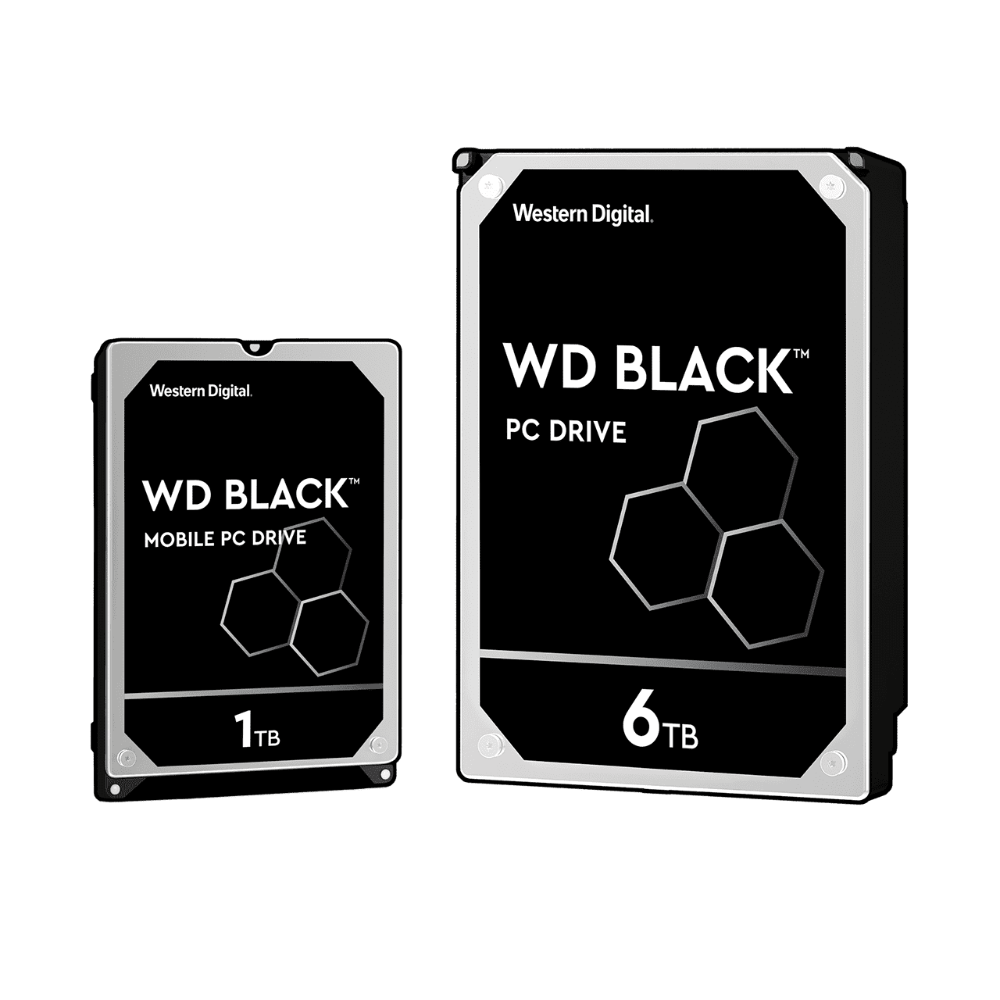 Western Digital®
WD BLACK™
MOBILE PC DRIVE
1TB
Western Digital®
WD BLACK™
PC DRIVE
6TB